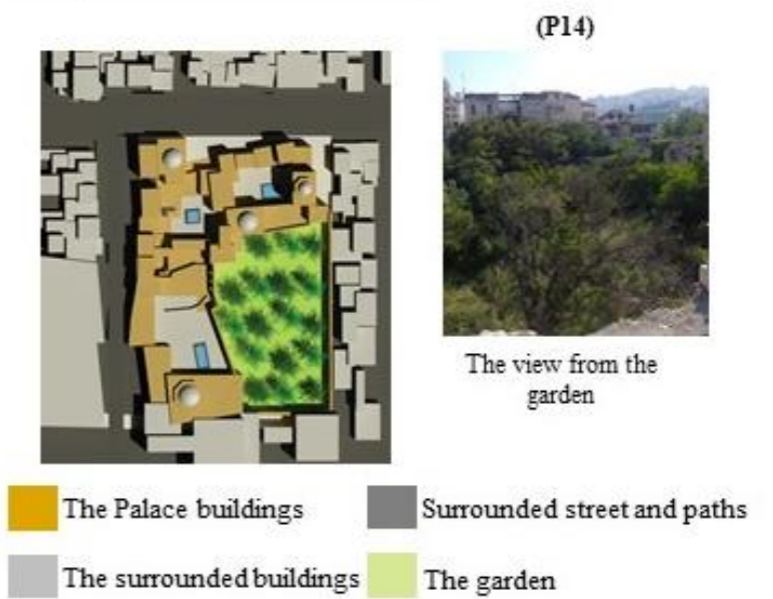 (P14)
The view from the
garden
The Palace buildings
Surrounded street and paths
The surrounded buildings
The garden